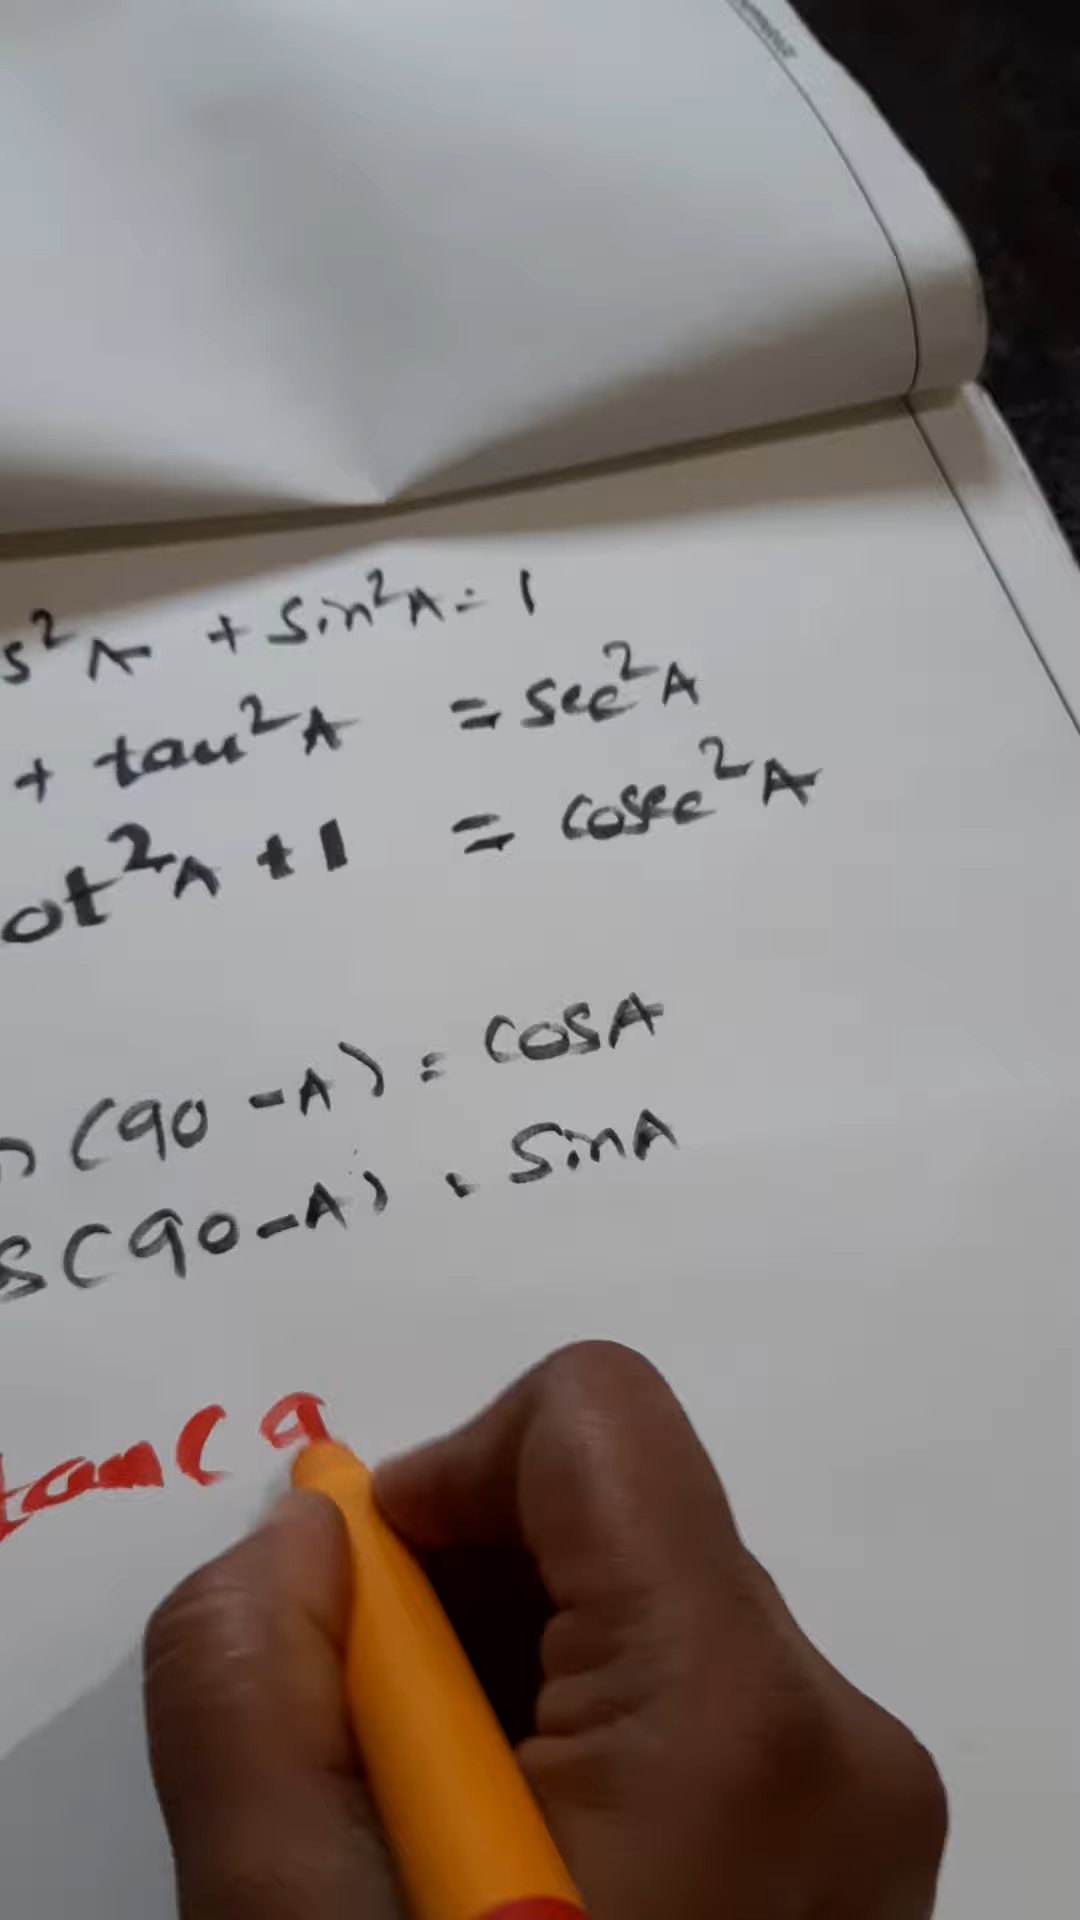 s²A + Sin²A = 1
+ tan²A = Sec²A
ot²A + 1 = cosec²A
n (90 - A) = cosA
s (90 - A) = SinA
tan ( 9